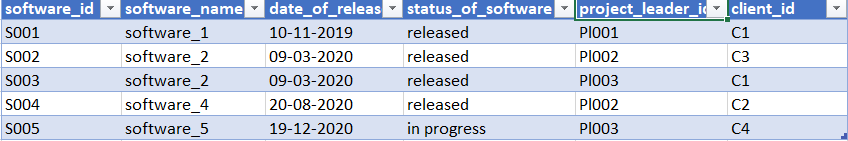 software_id software_name date_of_releas status_of_software project_leader_id client_id
S001 software_1 10-11-2019 released Pl001 C1
S002 software_2 09-03-2020 released Pl002 C3
S003 software_2 09-03-2020 released Pl003 C1
S004 software_4 20-08-2020 released Pl002 C2
S005 software_5 19-12-2020 in progress Pl003 C4